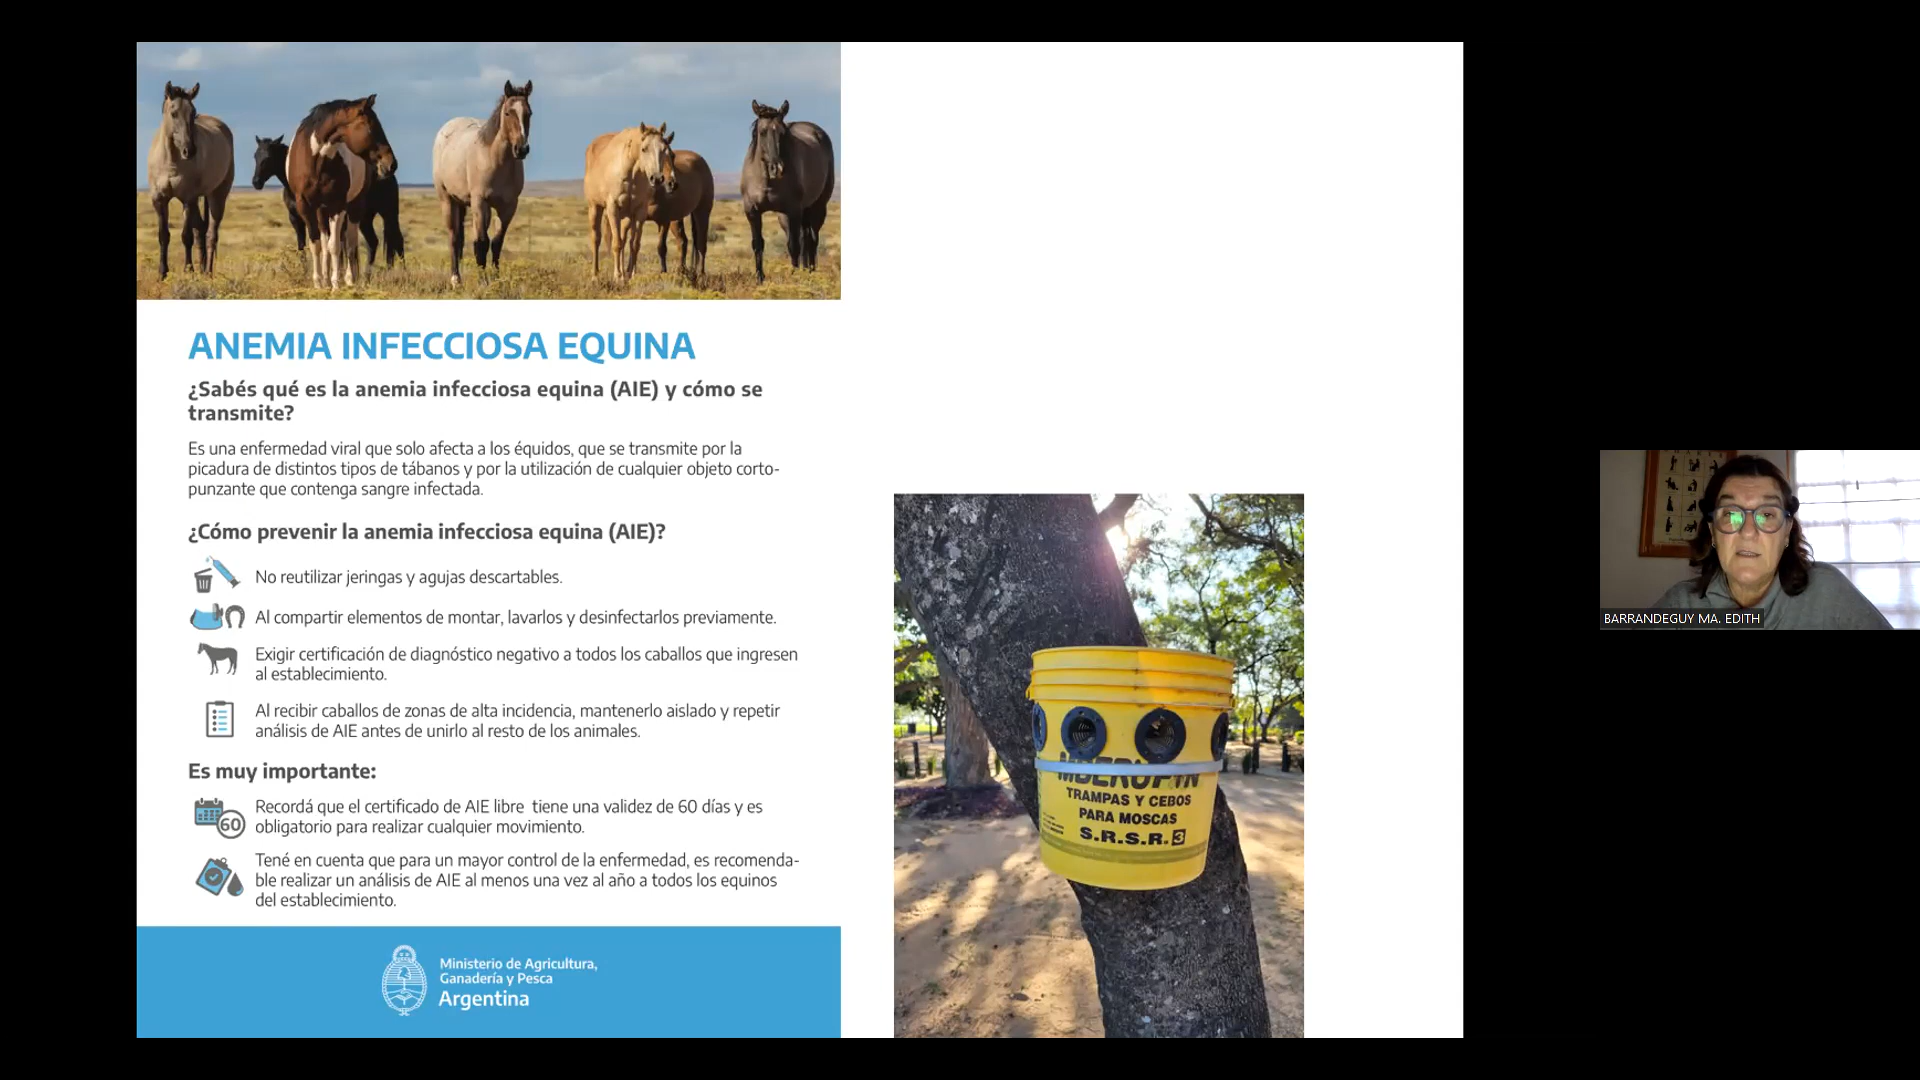 ANEMIA INFECCIOSA EQUINA
¿Sabés qué es la anemia infecciosa equina (AIE) y cómo se
transmite?
Es una enfermedad viral que solo afecta a los équidos, que se transmite por la
picadura de distintos tipos de tábanos y por la utilización de cualquier objeto corto-
punzante que contenga sangre infectada.
¿Cómo prevenir la anemia infecciosa equina (AIE)?
No reutilizar jeringas y agujas descartables.
Al compartir elementos de montar, lavarlos y desinfectarlos previamente.
Exigir certificación de diagnóstico negativo a todos los caballos que ingresen
al establecimiento.
Al recibir caballos de zonas de alta incidencia, mantenerlo aislado y repetir
análisis de AIE antes de unirlo al resto de los animales.
Es muy importante:
60
Recordá que el certificado de AIE libre tiene una validez de 60 días y es
obligatorio para realizar cualquier movimiento.
Tené en cuenta que para un mayor control de la enfermedad, es recomenda-
ble realizar un análisis de AIE al menos una vez al año a todos los equinos
del establecimiento.
Ministerio de Agricultura,
Ganadería y Pesca
Argentina
TRAMPAS Y CEBOS
PARA MOSCAS
S.R.S.R. 3
BARRANDEGUY MA. EDITH